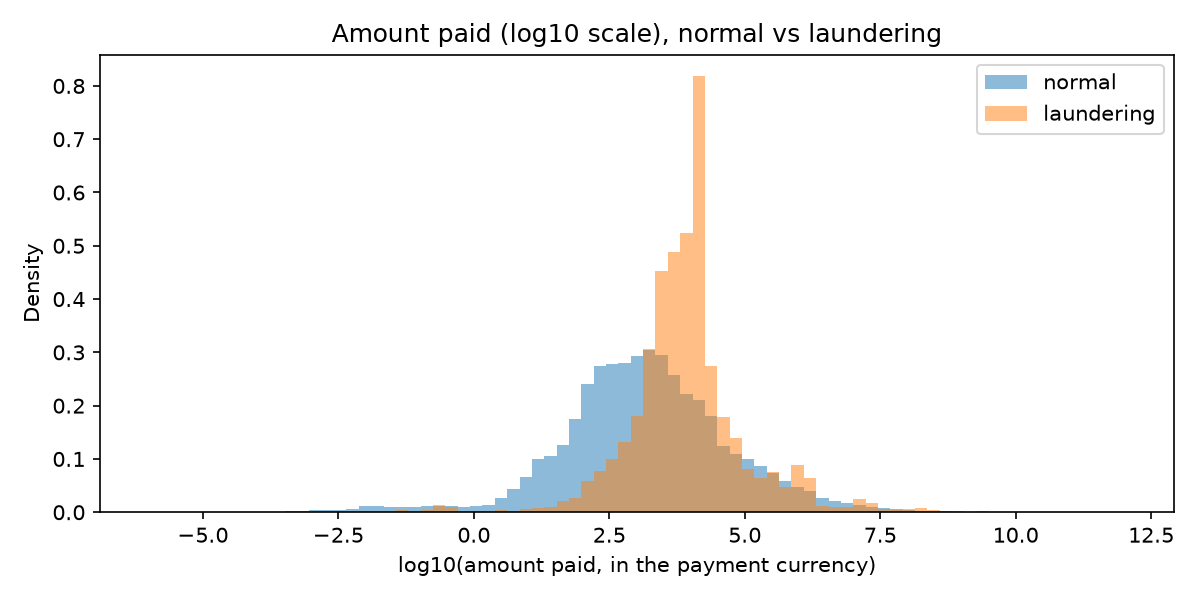 Amount paid (log10 scale), normal vs laundering
normal
laundering
Density
0.8
0.7
0.6
0.5
0.4
0.3
0.2
0.1
0.0
−5.0 −2.5 0.0 2.5 5.0 7.5 10.0 12.5
log10(amount paid, in the payment currency)